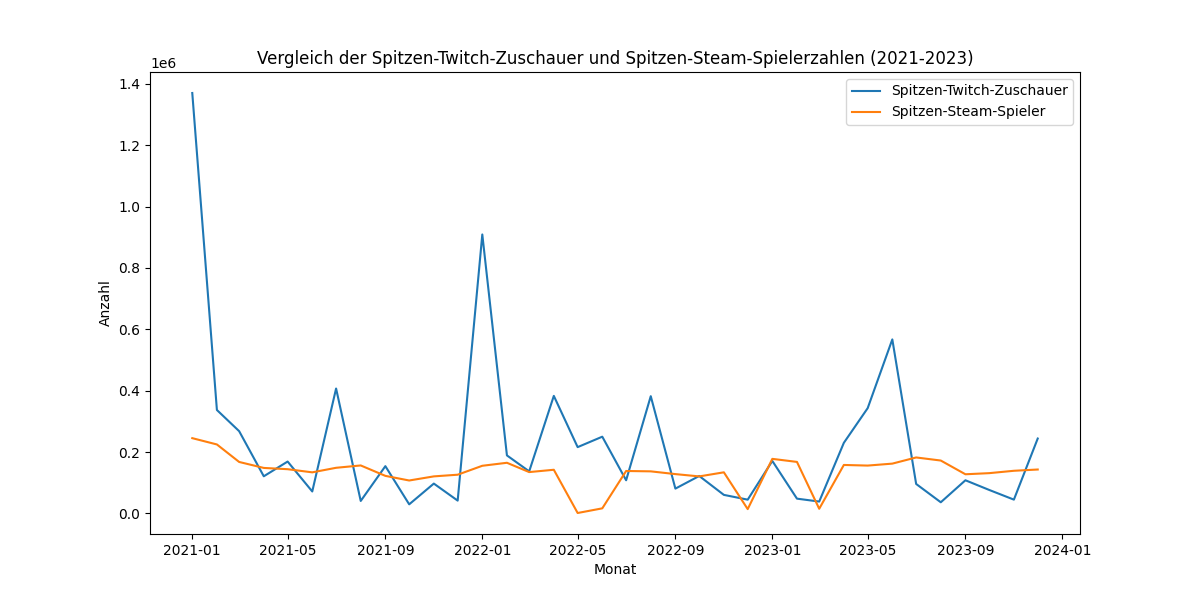 Vergleich der Spitzen-Twitch-Zuschauer und Spitzen-Steam-Spielerzahlen (2021-2023)
1e6
1.4
1.2
1.0
0.8
0.6
0.4
0.2
0.0
Anzahl
Spitzen-Twitch-Zuschauer
Spitzen-Steam-Spieler
2021-01 2021-05 2021-09 2022-01 2022-05 2022-09 2023-01 2023-05 2023-09 2024-01
Monat